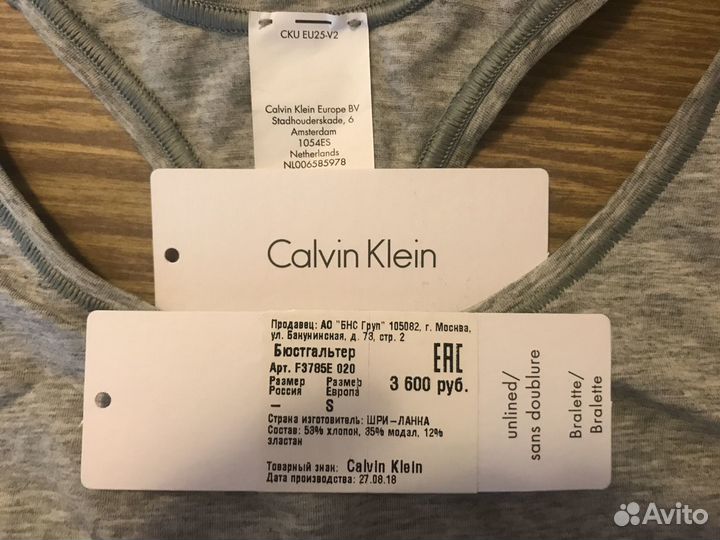 CKU EU25-V2
Calvin Klein Europe BV
Stadhouderskade, 6
Amsterdam
1054ES
Netherlands
NL006585978
Calvin Klein
Продавец: АО "БНС Груп" 105082, г. Москва,
ул. Бакунинская, д. 73, стр. 2
Бюстгальтер
Арт. F3785E 020
EAC
Размер Размер
Россия Европа
3 600 руб.
– S
Страна изготовитель: ШРИ-ЛАНКА
Состав: 53% хлопок, 35% модал, 12%
эластан
Товарный знак: Calvin Klein
Дата производства: 27.08.18
unlined/
sans doublure
Bralette/
Bralette
Avito